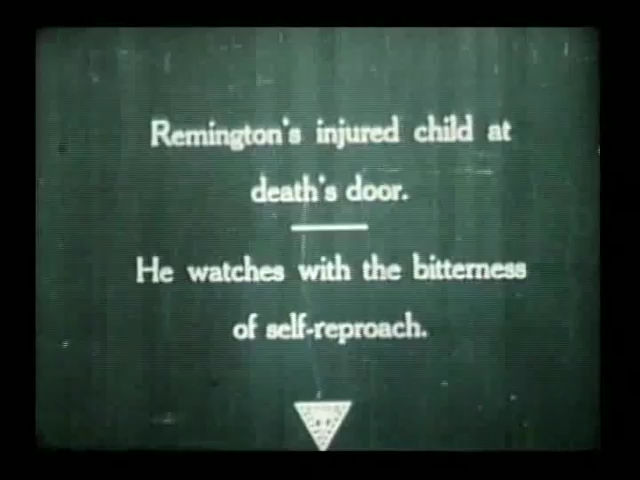 Remington's injured child at
death's door.
He watches with the bitterness
of self-reproach.